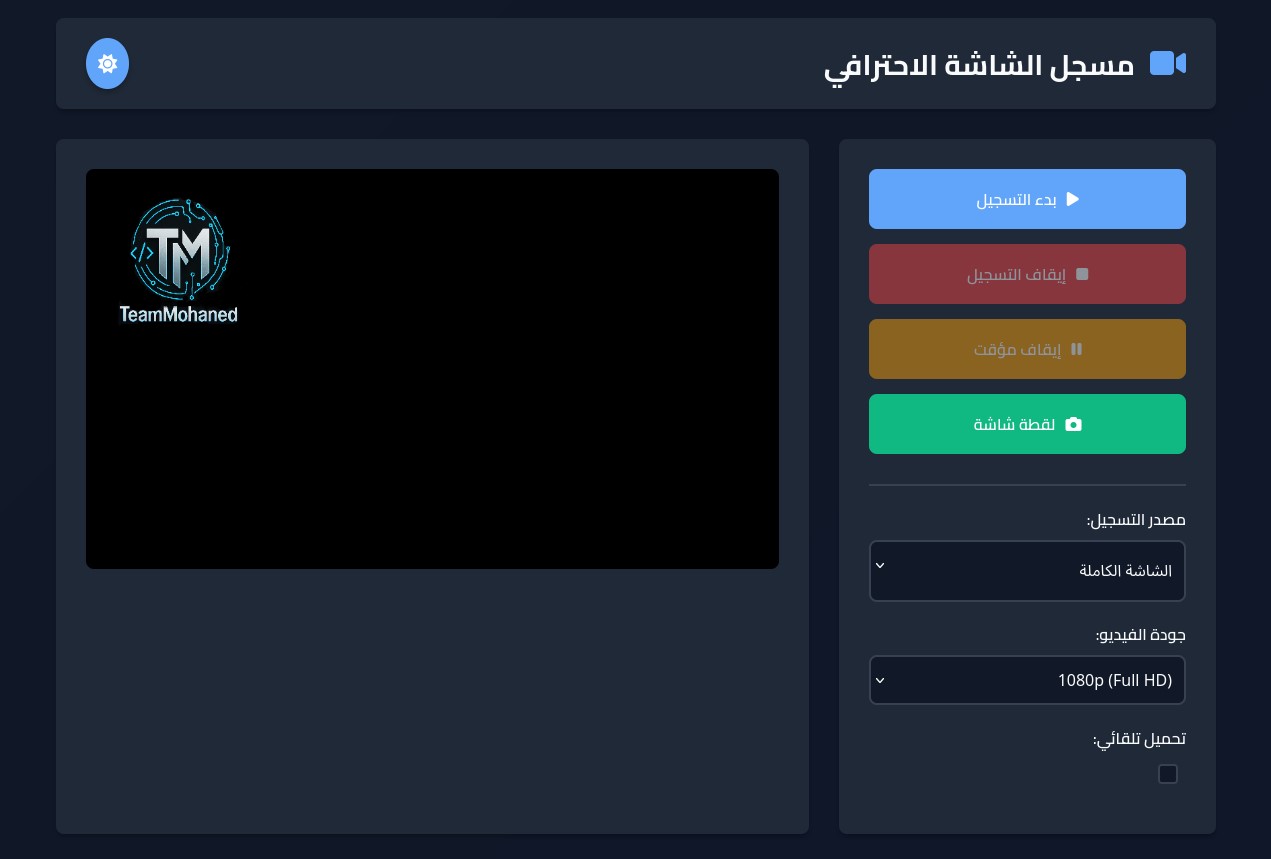 مسجل الشاشة الاحترافي
بدء التسجيل
إيقاف التسجيل
إيقاف مؤقت
لقطة شاشة
مصدر التسجيل:
الشاشة الكاملة
جودة الفيديو:
1080p (Full HD)
تحميل تلقائي:
TM
</>
TeamMohaned